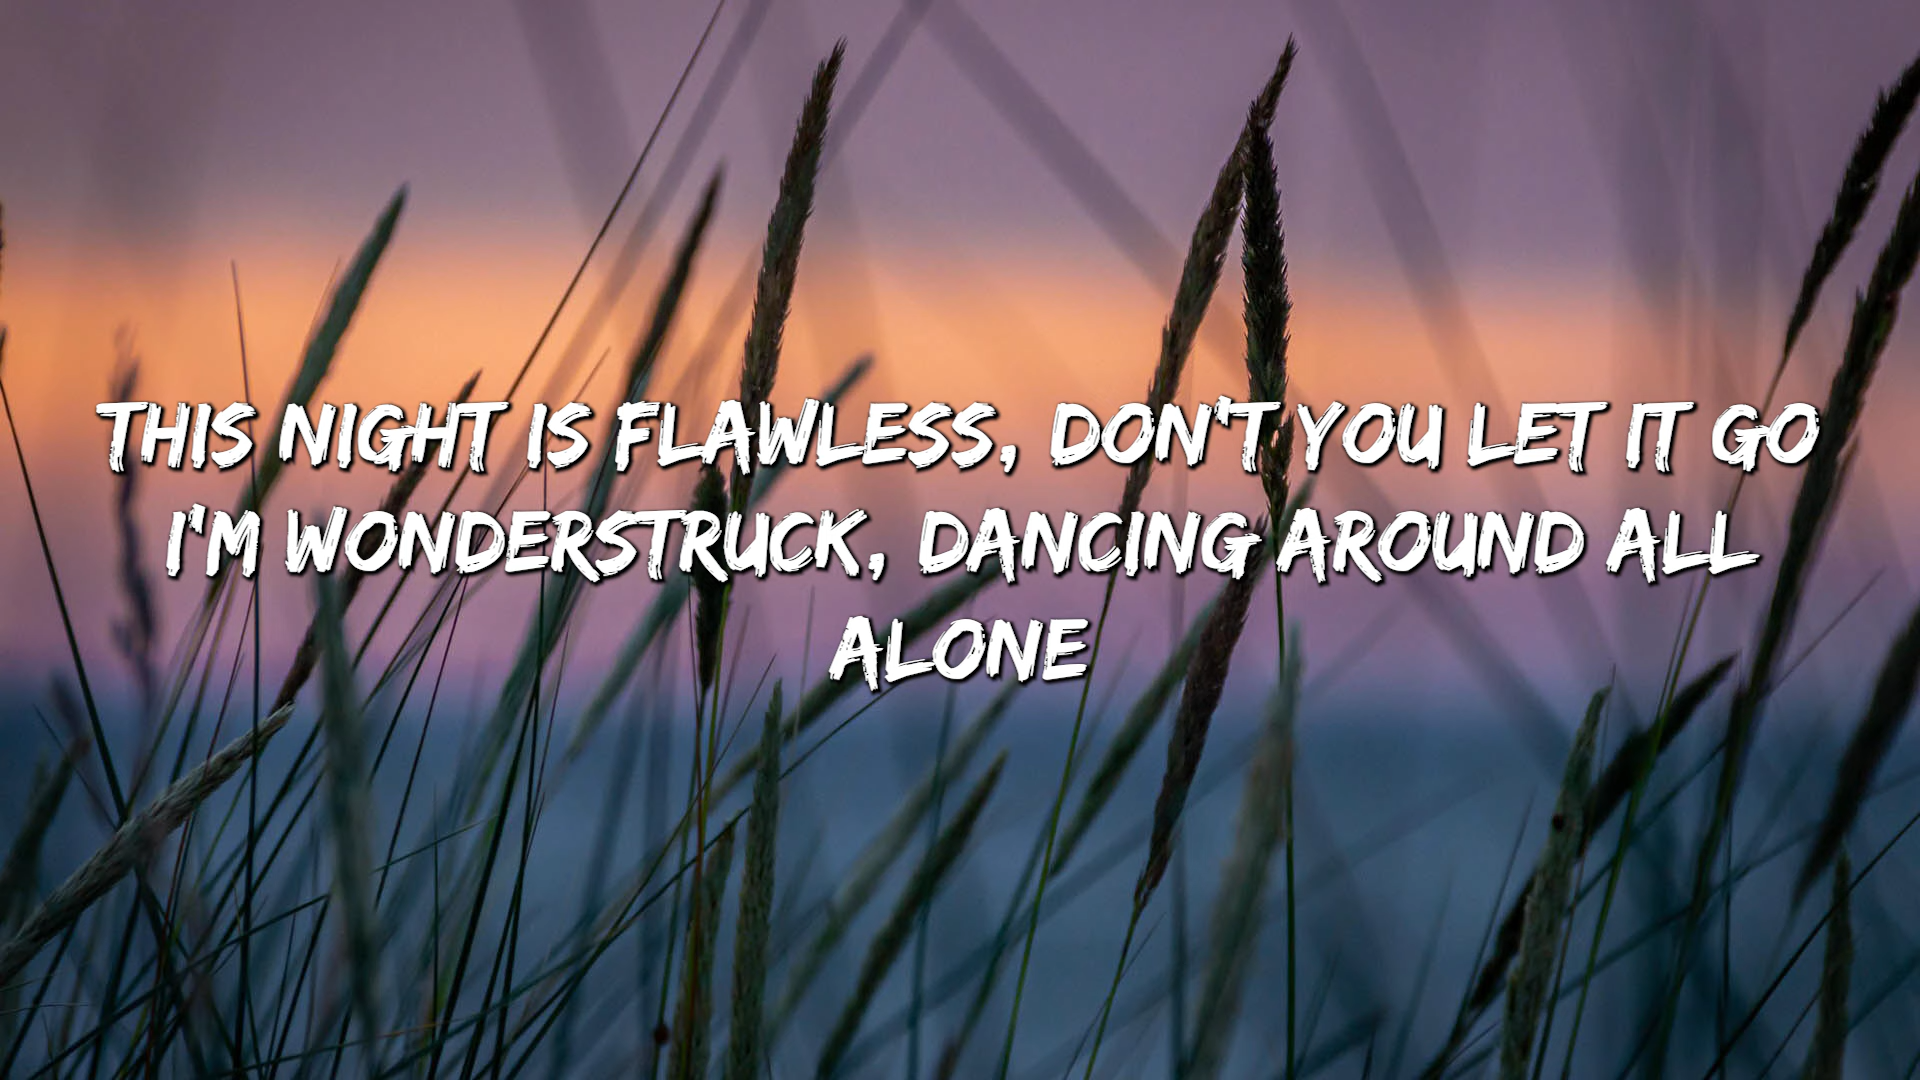 THIS NIGHT IS FLAWLESS, DON'T YOU LET IT GO
I'M WONDERSTRUCK, DANCING AROUND ALL
ALONE